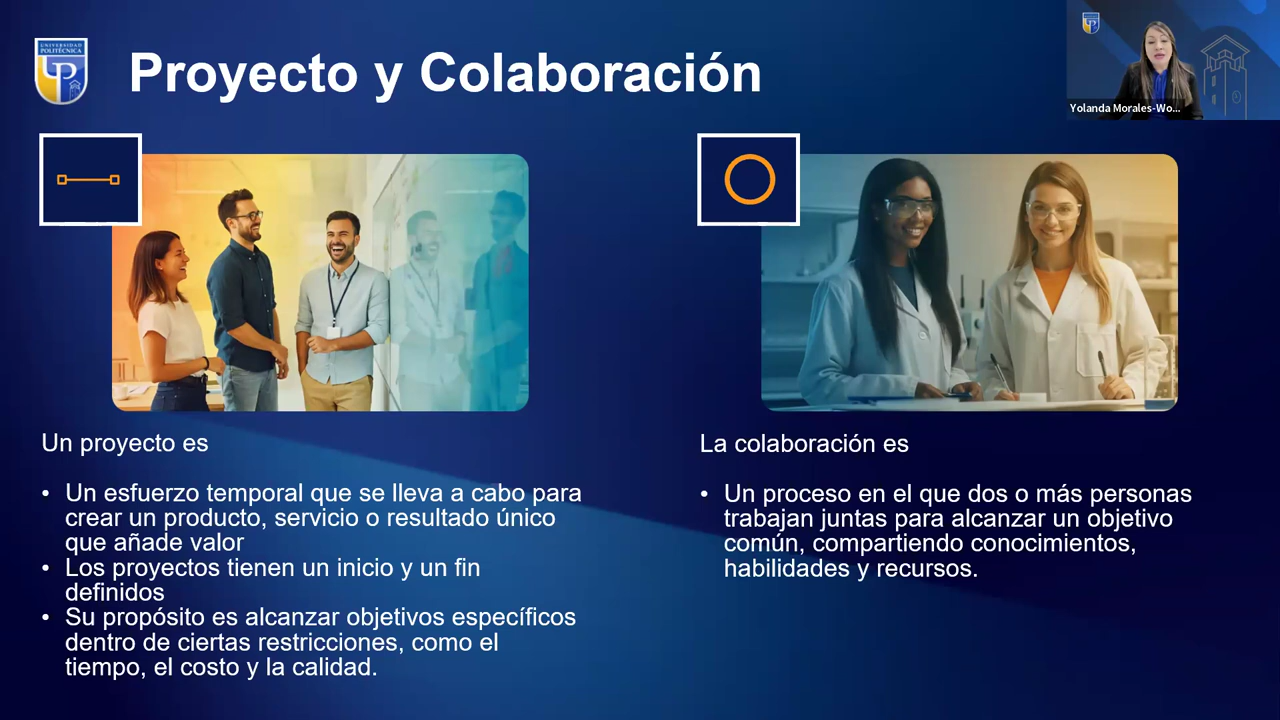 UNIVERSIDAD
POLITÉCNICA
Proyecto y Colaboración
Yolanda Morales-Wo...
Un proyecto es
• Un esfuerzo temporal que se lleva a cabo para
crear un producto, servicio o resultado único
que añade valor
• Los proyectos tienen un inicio y un fin
definidos
• Su propósito es alcanzar objetivos específicos
dentro de ciertas restricciones, como el
tiempo, el costo y la calidad.
La colaboración es
• Un proceso en el que dos o más personas
trabajan juntas para alcanzar un objetivo
común, compartiendo conocimientos,
habilidades y recursos.